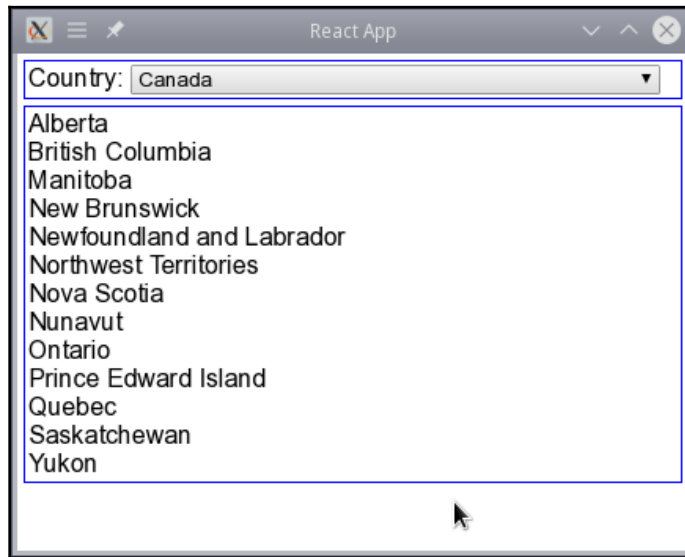 React App
Country: Canada
Alberta
British Columbia
Manitoba
New Brunswick
Newfoundland and Labrador
Northwest Territories
Nova Scotia
Nunavut
Ontario
Prince Edward Island
Quebec
Saskatchewan
Yukon